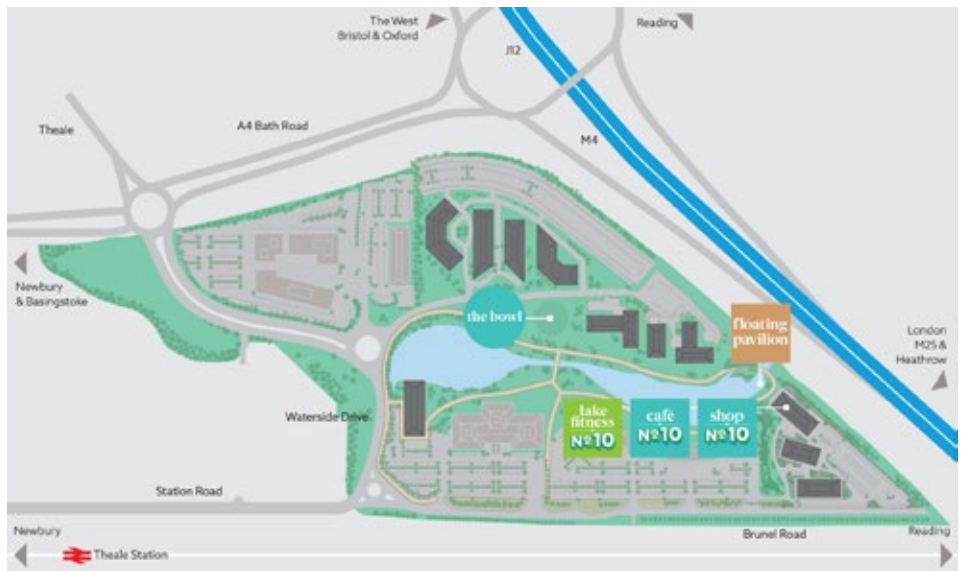 The West
Bristol & Oxford
Reading
J12
A4 Bath Road
Theale
M4
Newbury
& Basingstoke
the bowl
floating
pavilion
London
M25 &
Heathrow
lake
fitness
Nº10
cafe
Nº10
shop
Nº10
Waterside Drive
Station Road
Newbury
Brunel Road
Reading
Theale Station